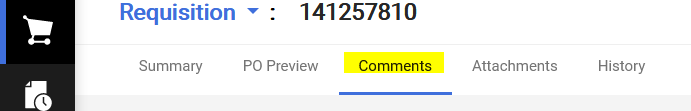 Requisition : 141257810
Summary PO Preview Comments Attachments History